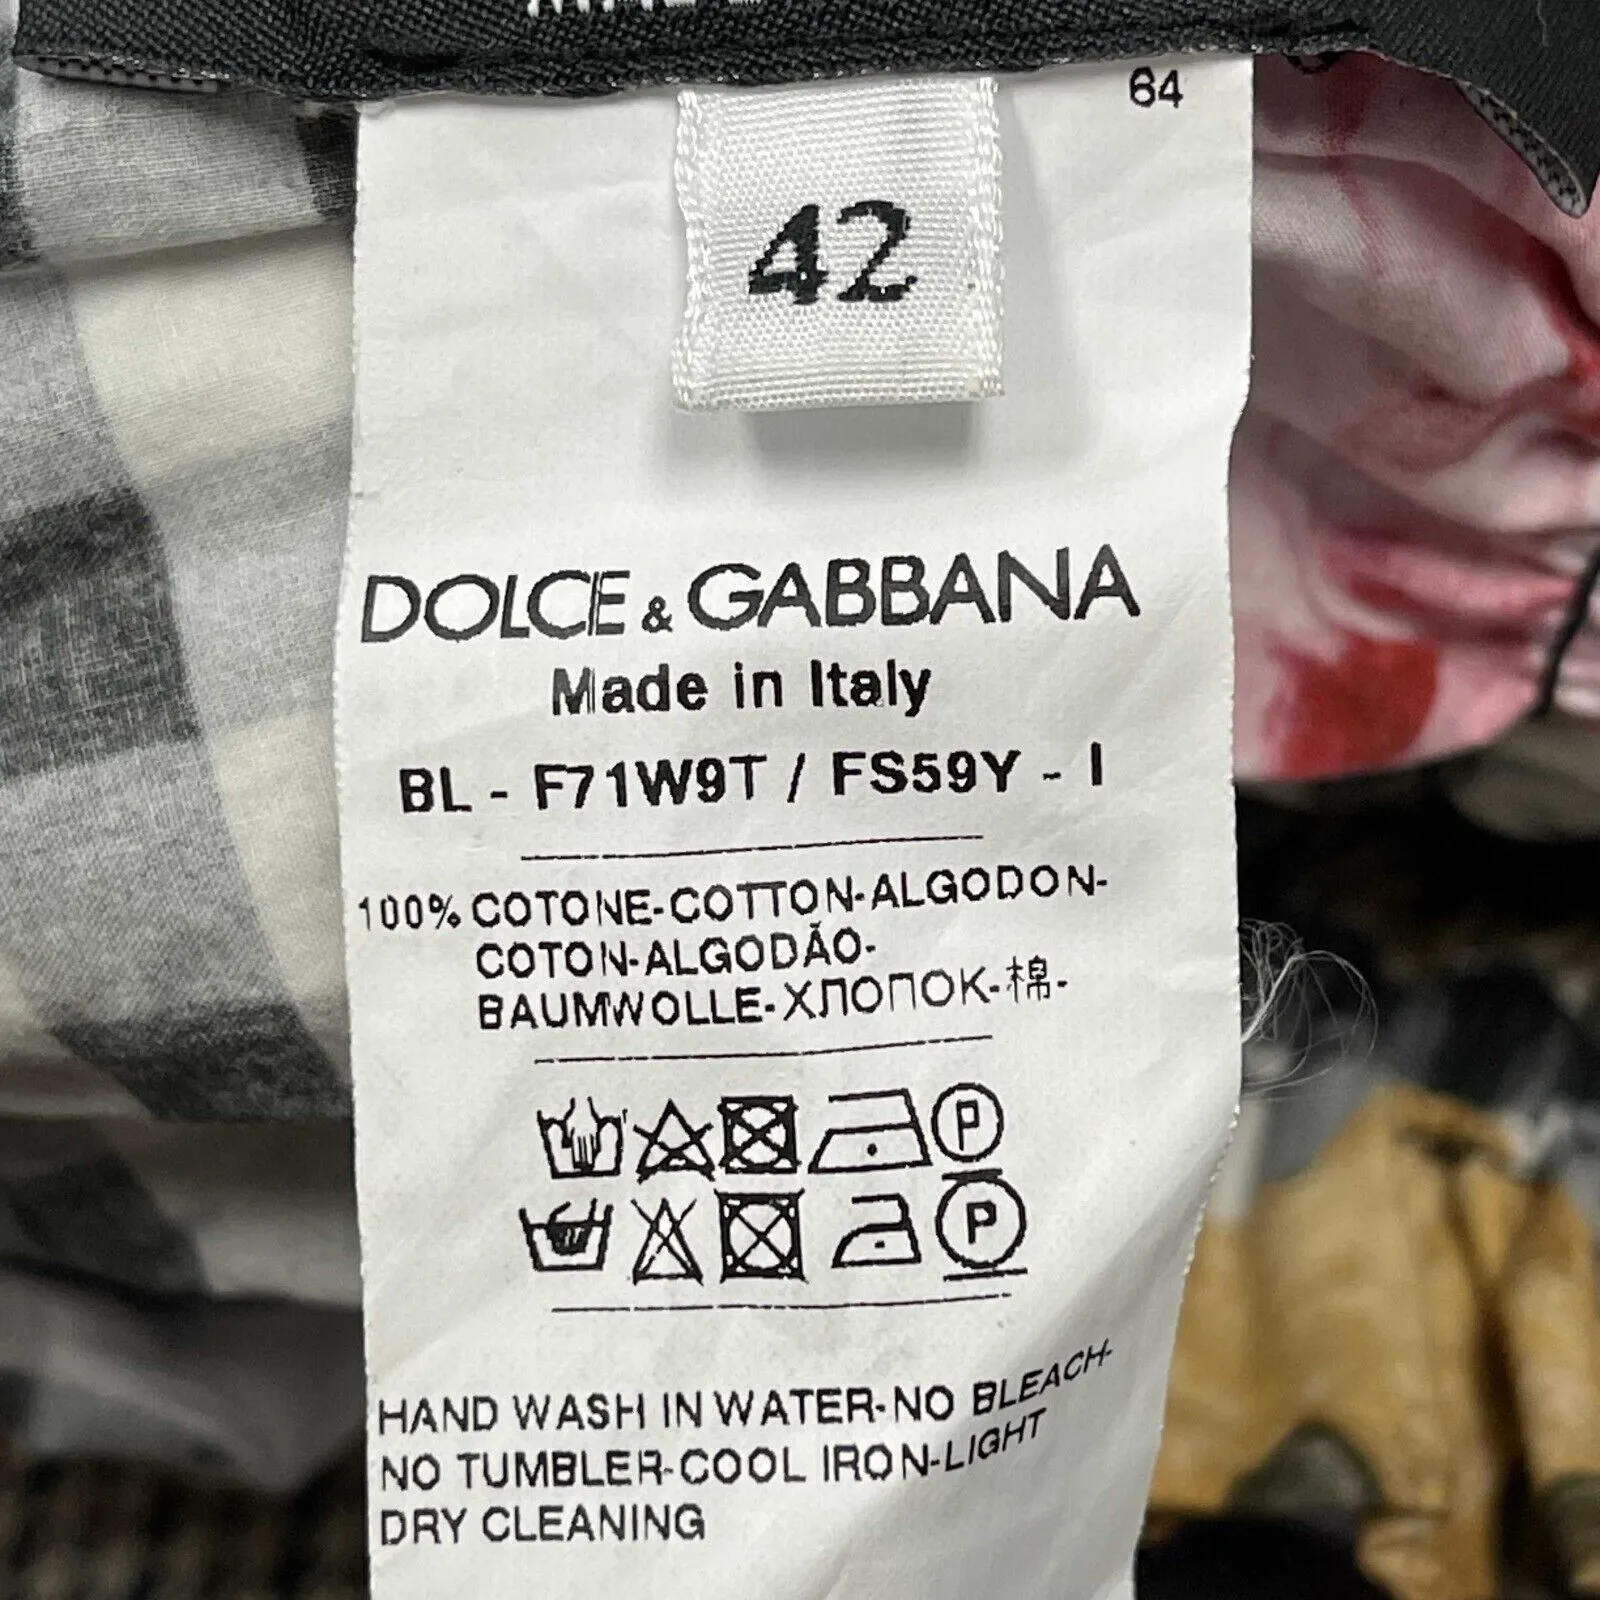 64
42
DOLCE & GABBANA
Made in Italy
BL - F71W9T / FS59Y - I
100% COTONE-COTTON-ALGODON-
COTON-ALGODÃO-
BAUMWOLLE-ХЛОПОК-棉-
P
P
HAND WASH IN WATER-NO BLEACH-
NO TUMBLER-COOL IRON-LIGHT
DRY CLEANING